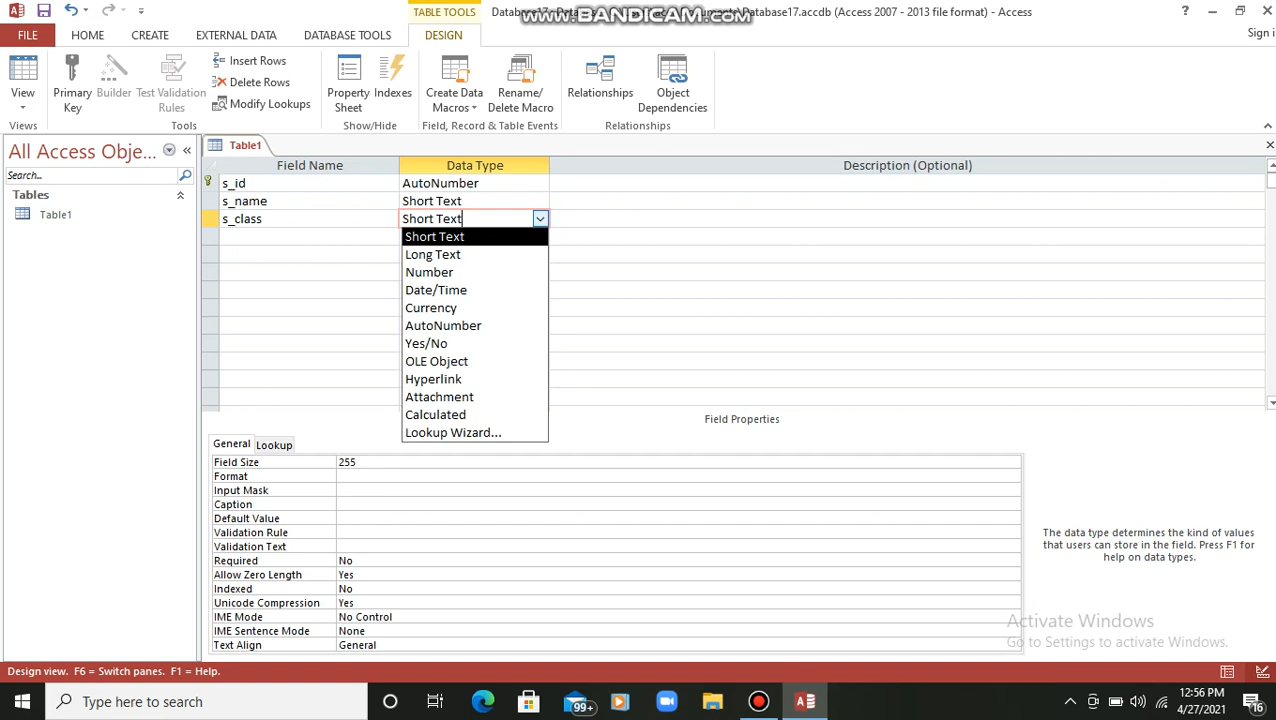 TABLE TOOLS
Database17: Database
www.BANDICAM.com
Database17.accdb (Access 2007 - 2013 file format) - Access
FILE HOME CREATE EXTERNAL DATA DATABASE TOOLS DESIGN
Sign i
View
Primary
Key
Builder
Test Validation
Rules
Insert Rows
Delete Rows
Modify Lookups
Property
Sheet
Indexes
Create Data
Macros
Rename/
Delete Macro
Relationships
Object
Dependencies
Views
Tools
Show/Hide
Field, Record & Table Events
Relationships
All Access Obje...
Search...
Tables
Table1
Table1
Field Name Data Type Description (Optional)
s_id AutoNumber
s_name Short Text
s_class Short Text
Short Text
Long Text
Number
Date/Time
Currency
AutoNumber
Yes/No
OLE Object
Hyperlink
Attachment
Calculated
Lookup Wizard...
Field Properties
General Lookup
Field Size 255
Format
Input Mask
Caption
Default Value
Validation Rule
Validation Text
Required No
Allow Zero Length Yes
Indexed No
Unicode Compression Yes
IME Mode No Control
IME Sentence Mode None
Text Align General
The data type determines the kind of values
that users can store in the field. Press F1 for
help on data types.
Activate Windows
Go to Settings to activate Windows.
Design view. F6 = Switch panes. F1 = Help.
Type here to search
99+
12:56 PM
4/27/2021
16